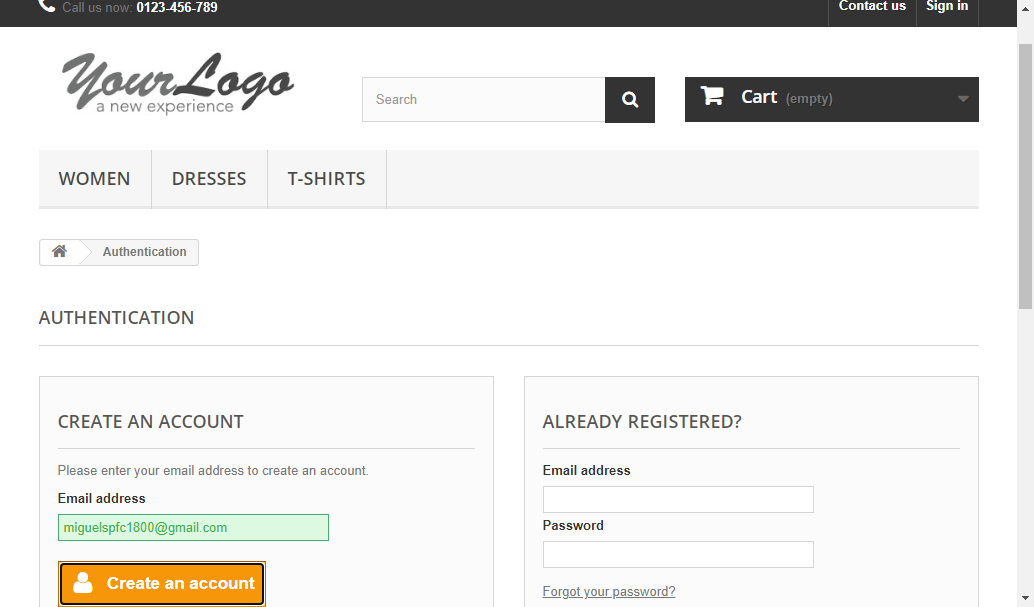 Call us now: 0123-456-789
Contact us
Sign in
YourLogo
a new experience
Search
Cart (empty)
WOMEN
DRESSES
T-SHIRTS
Authentication
AUTHENTICATION
CREATE AN ACCOUNT
Please enter your email address to create an account.
Email address
miguelspfc1800@gmail.com
Create an account
ALREADY REGISTERED?
Email address
Password
Forgot your password?